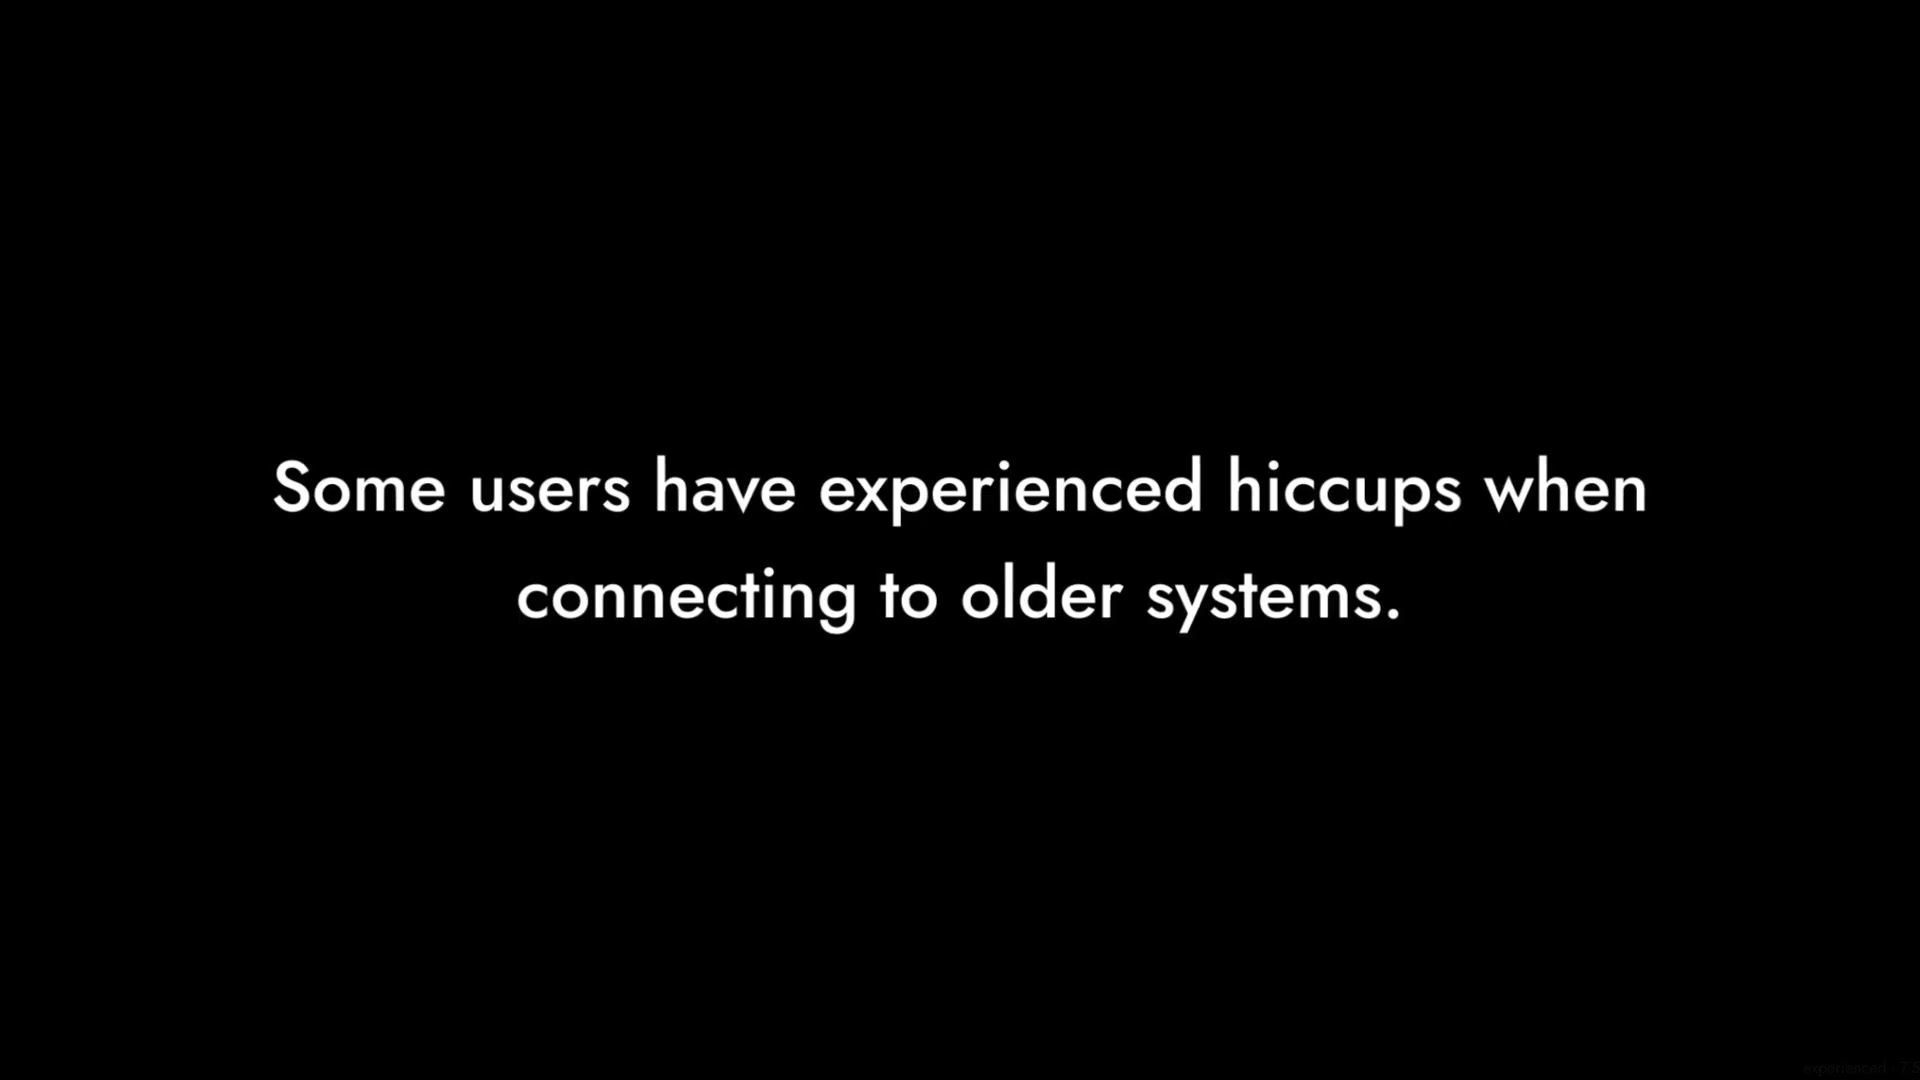 Some users have experienced hiccups when
connecting to older systems.